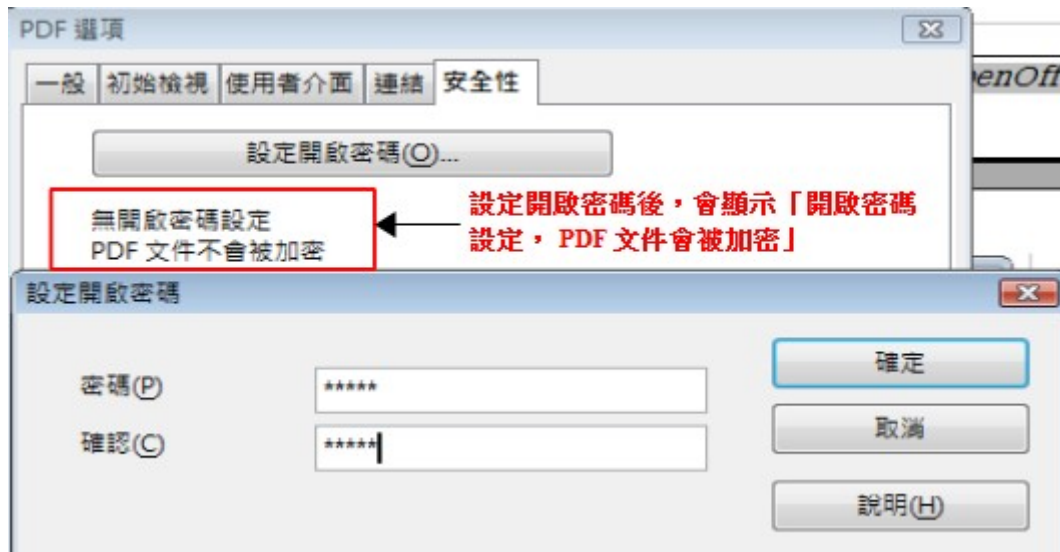 PDF 選項
一般 初始檢視 使用者介面 連結 安全性
enOff
設定開啟密碼(O)...
無開啟密碼設定
PDF 文件不會被加密
設定開啟密碼後，會顯示「開啟密碼
設定， PDF 文件會被加密」
設定開啟密碼
確定
密碼(P) *****
取消
確認(C) *****
說明(H)